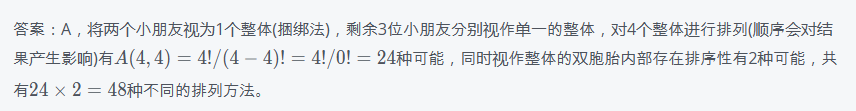 答案：A，将两个小朋友视为1个整体(捆绑法)，剩余3位小朋友分别视作单一的整体，对4个整体进行排列(顺序会对结
果产生影响)有A(4, 4) = 4!/(4 − 4)! = 4!/0! = 24种可能，同时视作整体的双胞胎内部存在排序性有2种可能，共
有24 × 2 = 48种不同的排列方法。